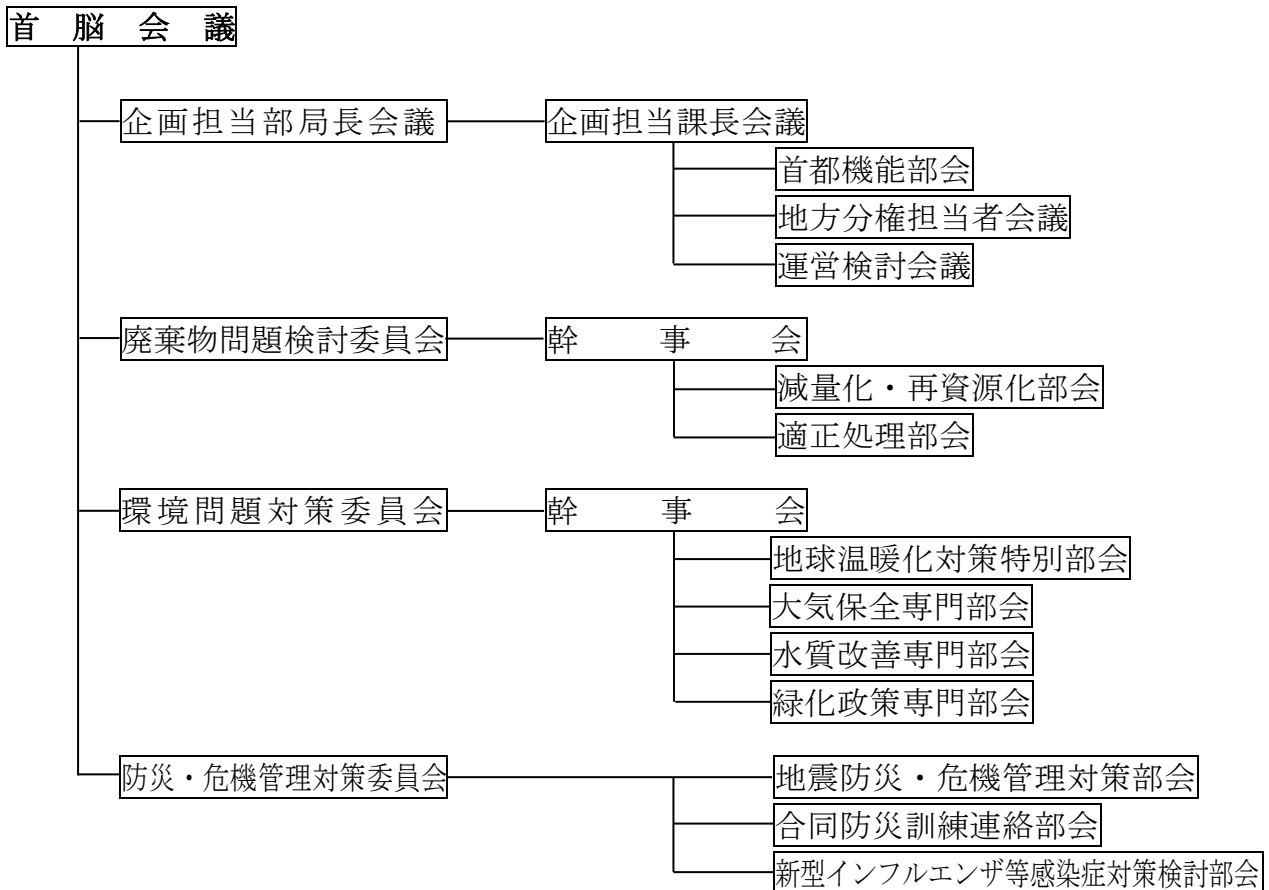 首脳会議
企画担当部局長会議 企画担当課長会議
首都機能部会
地方分権担当者会議
運営検討会議
廃棄物問題検討委員会 幹事会
減量化・再資源化部会
適正処理部会
環境問題対策委員会 幹事会
地球温暖化対策特別部会
大気保全専門部会
水質改善専門部会
緑化政策専門部会
防災・危機管理対策委員会 地震防災・危機管理対策部会
合同防災訓練連絡部会
新型インフルエンザ等感染症対策検討部会